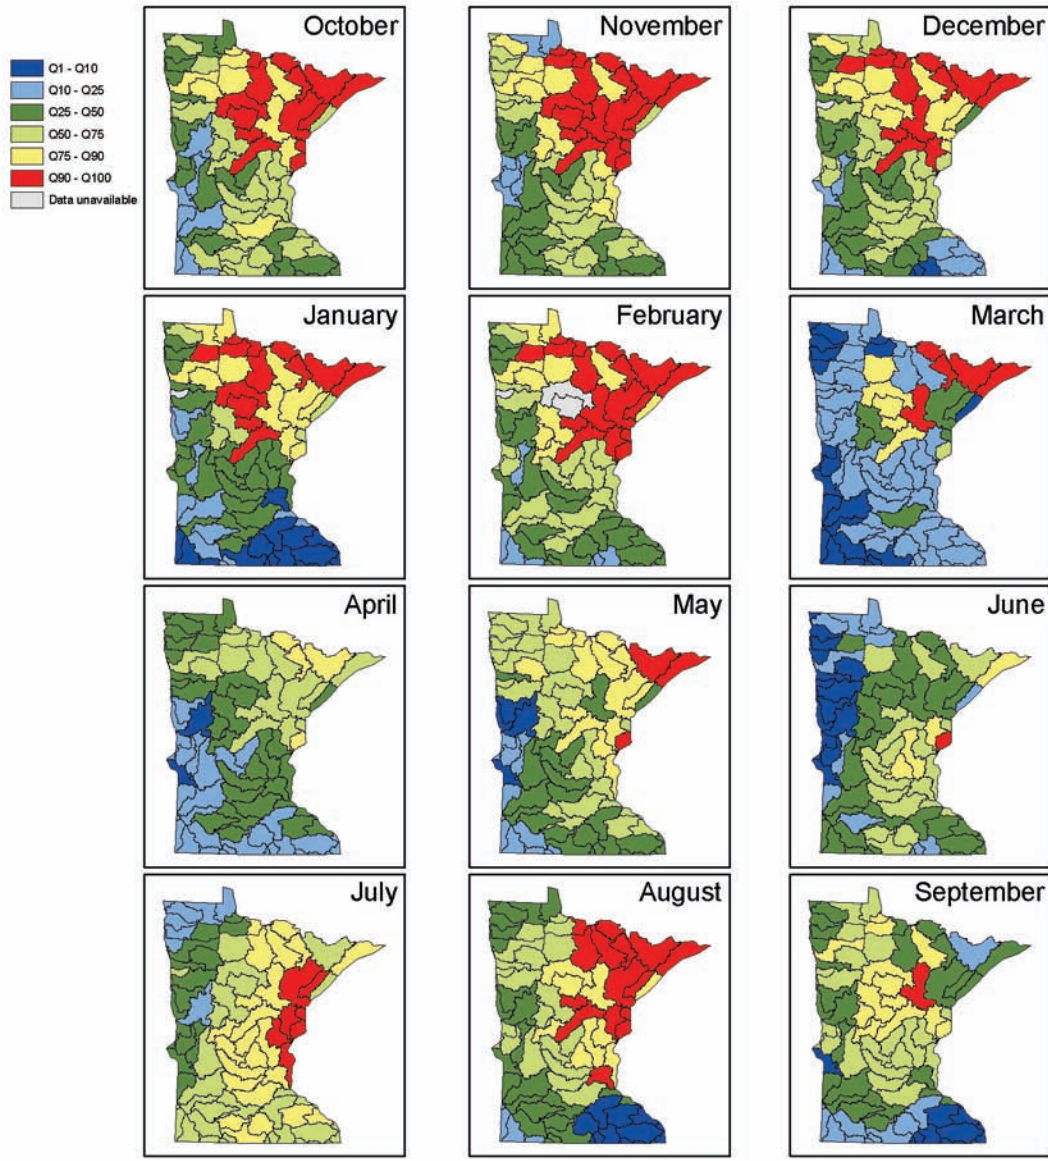 October
November
December
Q1 - Q10
Q10 - Q25
Q25 - Q50
Q50 - Q75
Q75 - Q90
Q90 - Q100
Data unavailable
January
February
March
April
May
June
July
August
September